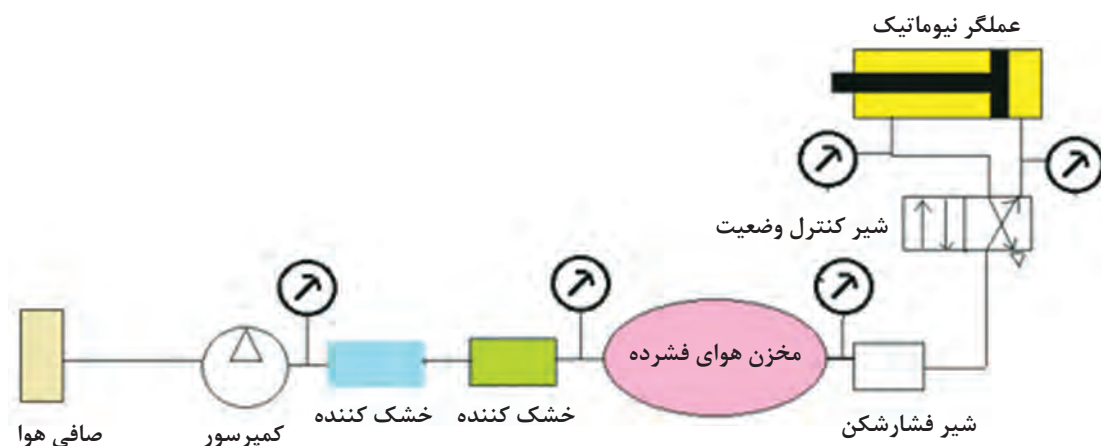 عملگر نیوماتیک
شیر کنترل وضعیت
مخزن هوای فشرده
صافی هوا
کمپرسور
خشک کننده
خشک کننده
شیر فشارشکن